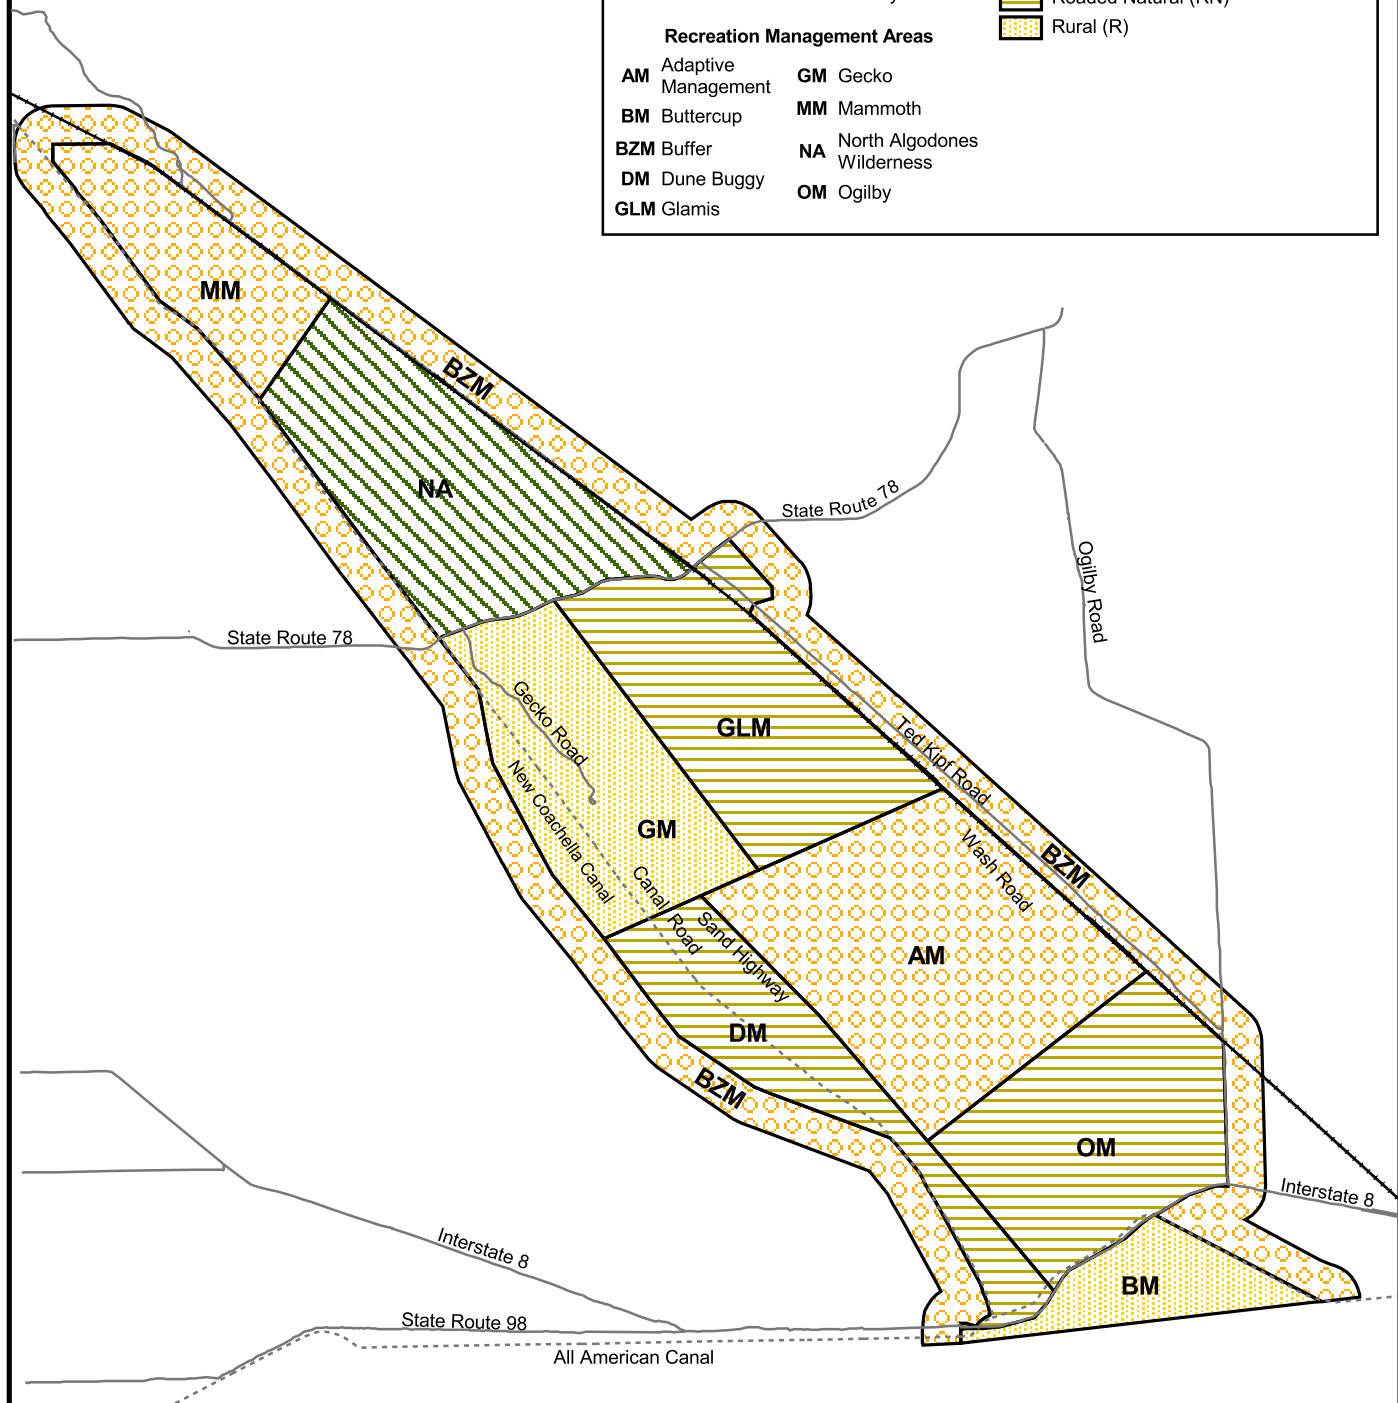 Roaded Natural (RN)
Rural (R)
Recreation Management Areas
AM Adaptive
Management
BM Buttercup
BZM Buffer
DM Dune Buggy
GLM Glamis
GM Gecko
MM Mammoth
NA North Algodones
Wilderness
OM Ogilby
MM
BZM
NA
State Route 78
Ogilby Road
State Route 78
Gecko Road
GLM
Ted Kipf Road
New Coachella Canal
GM
Wash Road
BZM
Canal
Road
Sand Highway
AM
DM
BZM
OM
Interstate 8
Interstate 8
BM
State Route 98
All American Canal